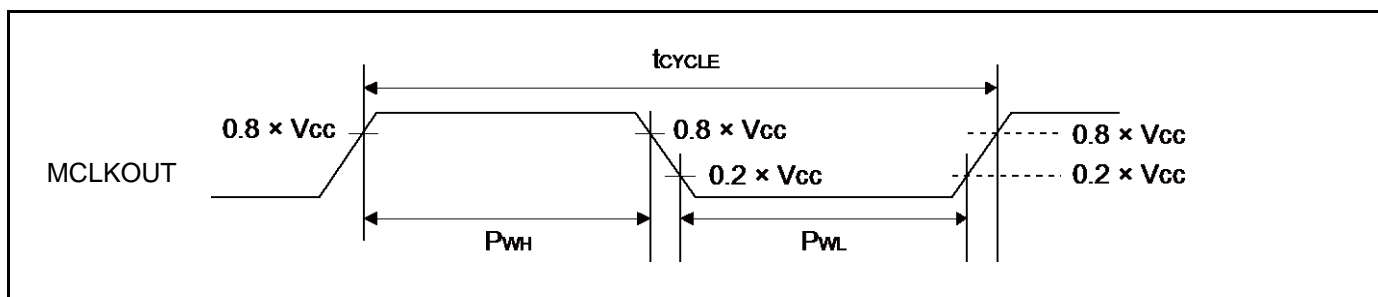 tCYCLE
0.8 × Vcc
0.8 × Vcc
0.8 × Vcc
MCLKOUT
0.2 × Vcc
0.2 × Vcc
PWH
PWL